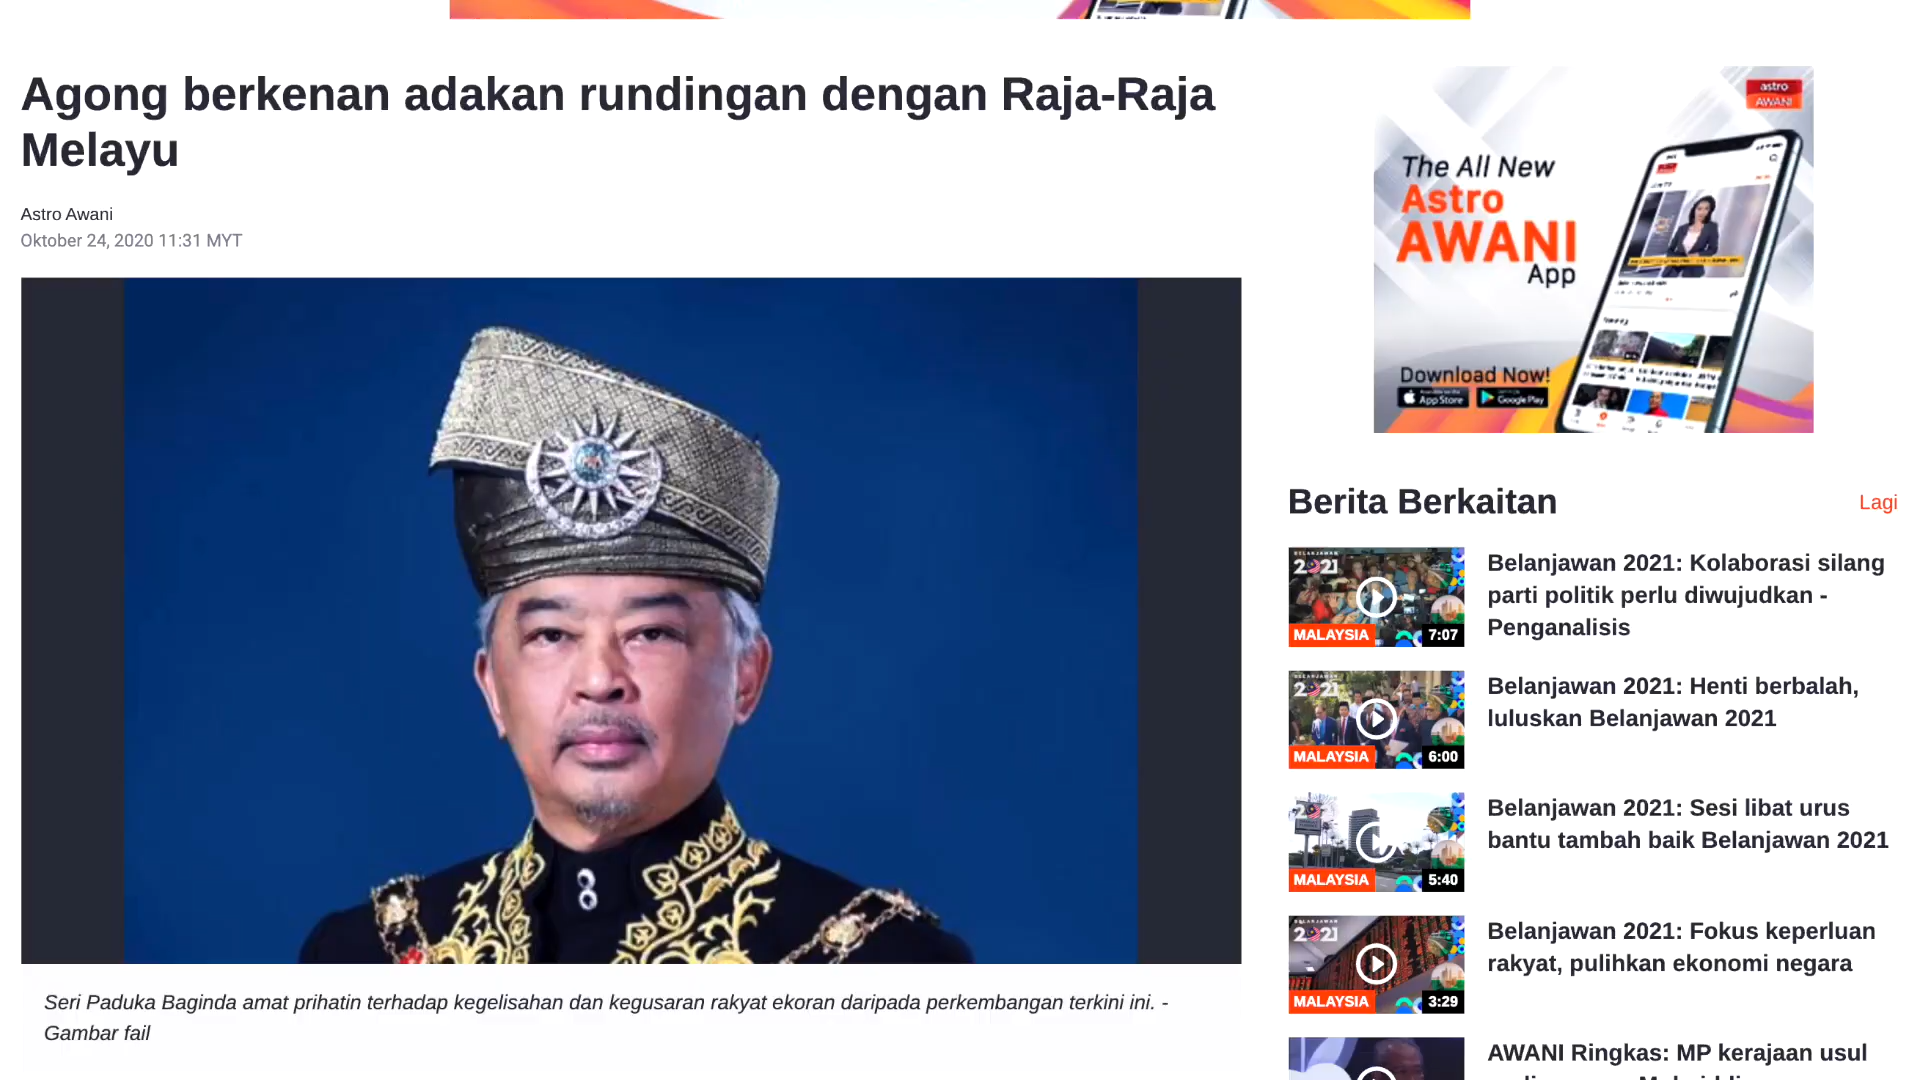 Agong berkenan adakan rundingan dengan Raja-Raja
Melayu
Astro Awani
Oktober 24, 2020 11:31 MYT
Seri Paduka Baginda amat prihatin terhadap kegelisahan dan kegusaran rakyat ekoran daripada perkembangan terkini ini. -
Gambar fail
astro
AWANI
The All New
Astro
AWANI
App
Download Now!
App Store
Google Play
Berita Berkaitan
Lagi
BELANJAWAN
2021
MALAYSIA
7:07
Belanjawan 2021: Kolaborasi silang
parti politik perlu diwujudkan -
Penganalisis
BELANJAWAN
2021
MALAYSIA
6:00
Belanjawan 2021: Henti berbalah,
luluskan Belanjawan 2021
MALAYSIA
5:40
Belanjawan 2021: Sesi libat urus
bantu tambah baik Belanjawan 2021
BELANJAWAN
2021
MALAYSIA
3:29
Belanjawan 2021: Fokus keperluan
rakyat, pulihkan ekonomi negara
AWANI Ringkas: MP kerajaan usul